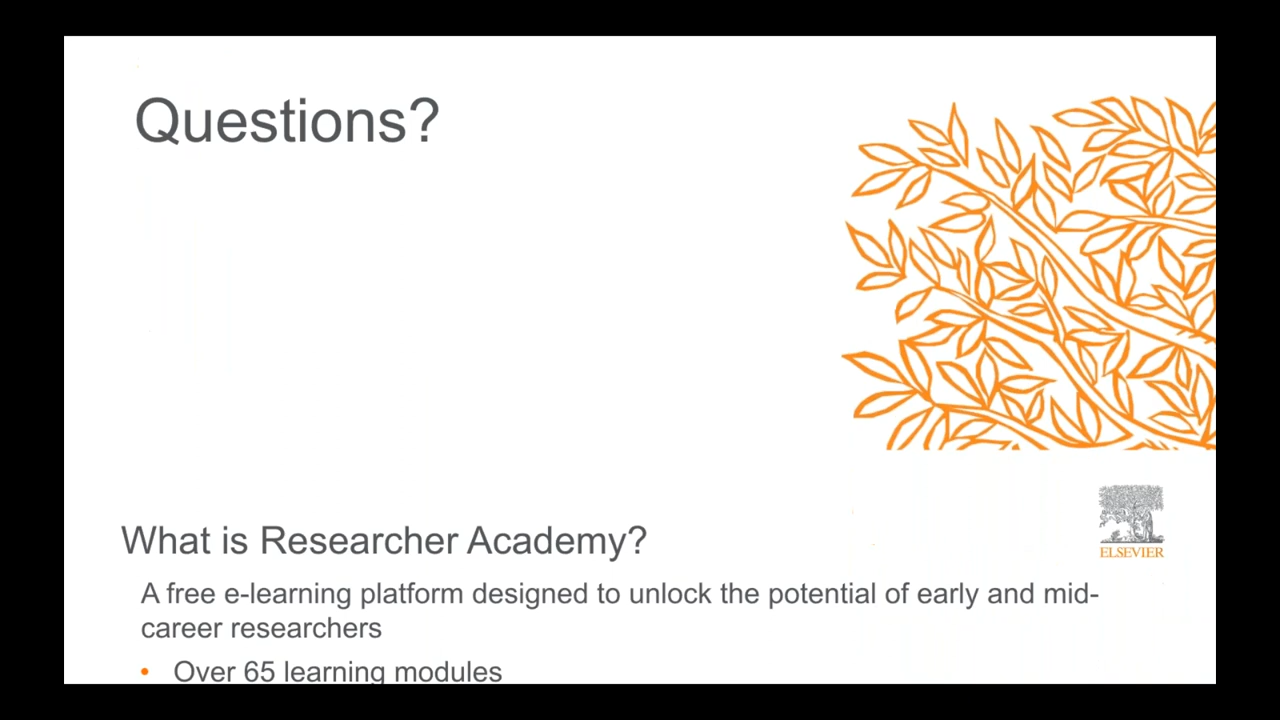 Questions?
ELSEVIER
What is Researcher Academy?
A free e-learning platform designed to unlock the potential of early and mid-
career researchers
• Over 65 learning modules